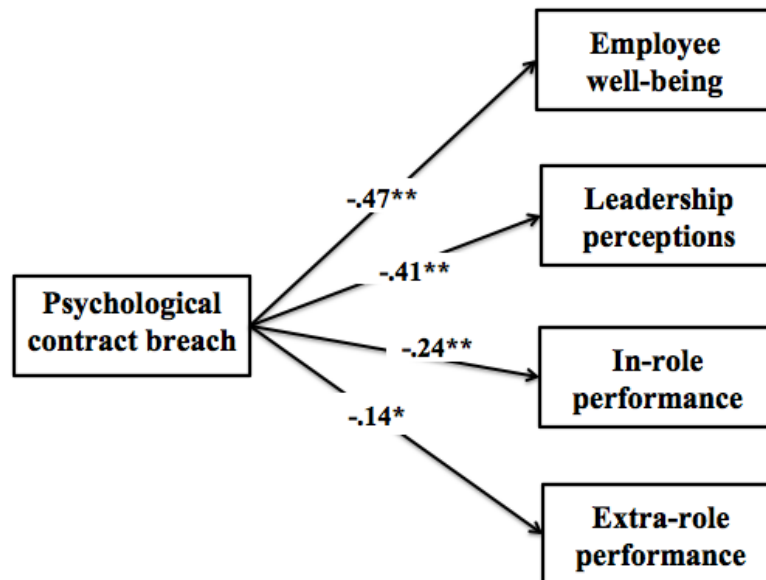 Employee
well-being
-.47**
Leadership
perceptions
-.41**
Psychological
contract breach
-.24**
In-role
performance
-.14*
Extra-role
performance